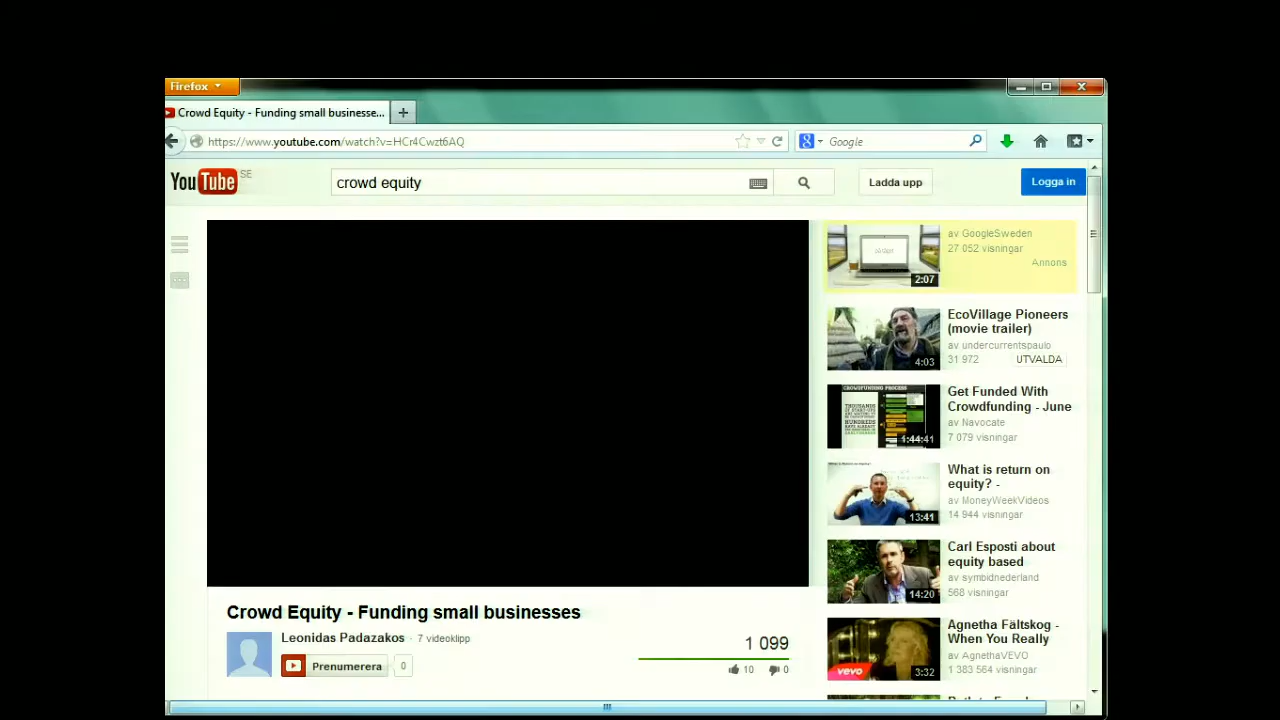 Firefox
Crowd Equity - Funding small businesse...
https://www.youtube.com/watch?v=HCr4Cwzt6AQ
Google
YouTube SE
crowd equity
Ladda upp
Logga in
av GoogleSweden
27 052 visningar
Annons
på tåget
2:07
EcoVillage Pioneers
(movie trailer)
av undercurrentspaulo
31 972
UTVALDA
4:03
CROWDFUNDING PROCESS
Get Funded With
Crowdfunding - June
av Navocate
7 079 visningar
1:44:41
What is return on
equity? -
av MoneyWeekVideos
14 944 visningar
13:41
Carl Esposti about
equity based
av symbidnederland
568 visningar
14:20
Agnetha Fältskog -
When You Really
av AgnethaVEVO
1 383 564 visningar
vevo
3:32
Crowd Equity - Funding small businesses
Leonidas Padazakos · 7 videoklipp
Prenumerera 0
1 099
10 0